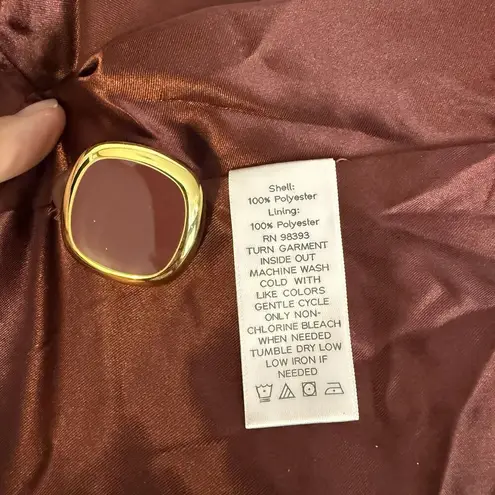 Shell:
100% Polyester
Lining:
100% Polyester
RN 98393
TURN GARMENT
INSIDE OUT
MACHINE WASH
COLD WITH
LIKE COLORS
GENTLE CYCLE
ONLY NON-
CHLORINE BLEACH
WHEN NEEDED
TUMBLE DRY LOW
LOW IRON IF
NEEDED